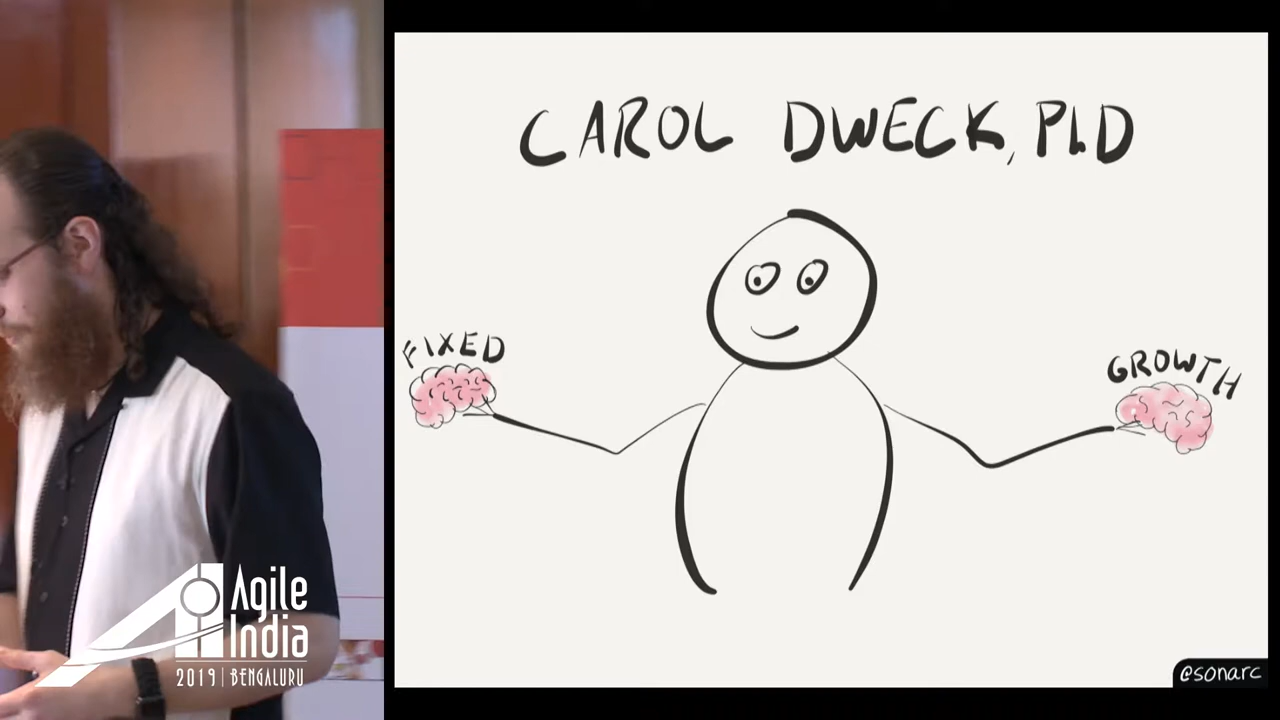 CAROL DWECK, PhD
FIXED
GROWTH
@sonarc
Agile
India
2019 | BENGALURU